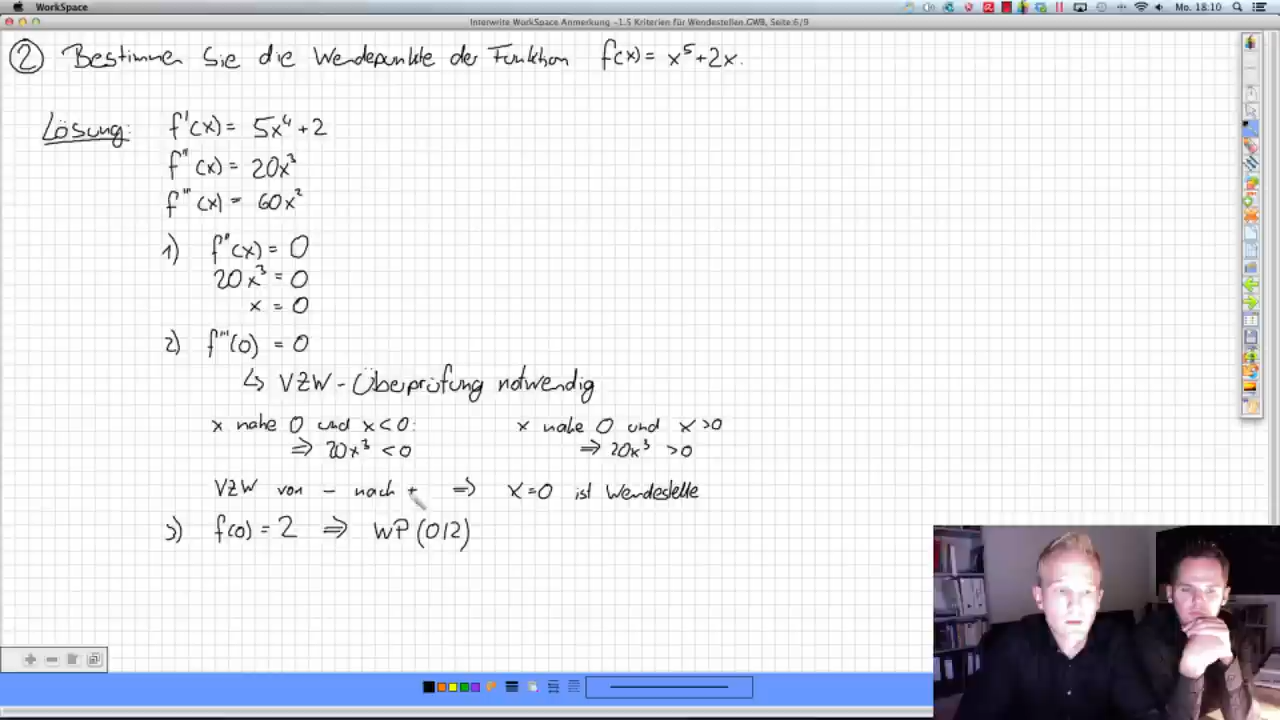 WorkSpace
Mo. 18:10
Interwrite WorkSpace Anmerkung -1.5 Kriterien für Wendestellen.GWB, Seite:6/9
② Bestimmen Sie die Wendepunkte der Funktion f(x) = x⁵+2x.
Lösung: f'(x) = 5x⁴+2
f''(x) = 20x³
f'''(x) = 60x²
1) f''(x) = 0
20x³ = 0
x = 0
2) f'''(0) = 0
↳ VZW-Überprüfung notwendig
x nahe 0 und x<0: x nahe 0 und x>0
⇒ 20x³ <0 ⇒ 20x³ >0
VZW von - nach + ⇒ x=0 ist Wendestelle
3) f(0) = 2 ⇒ WP(0|2)